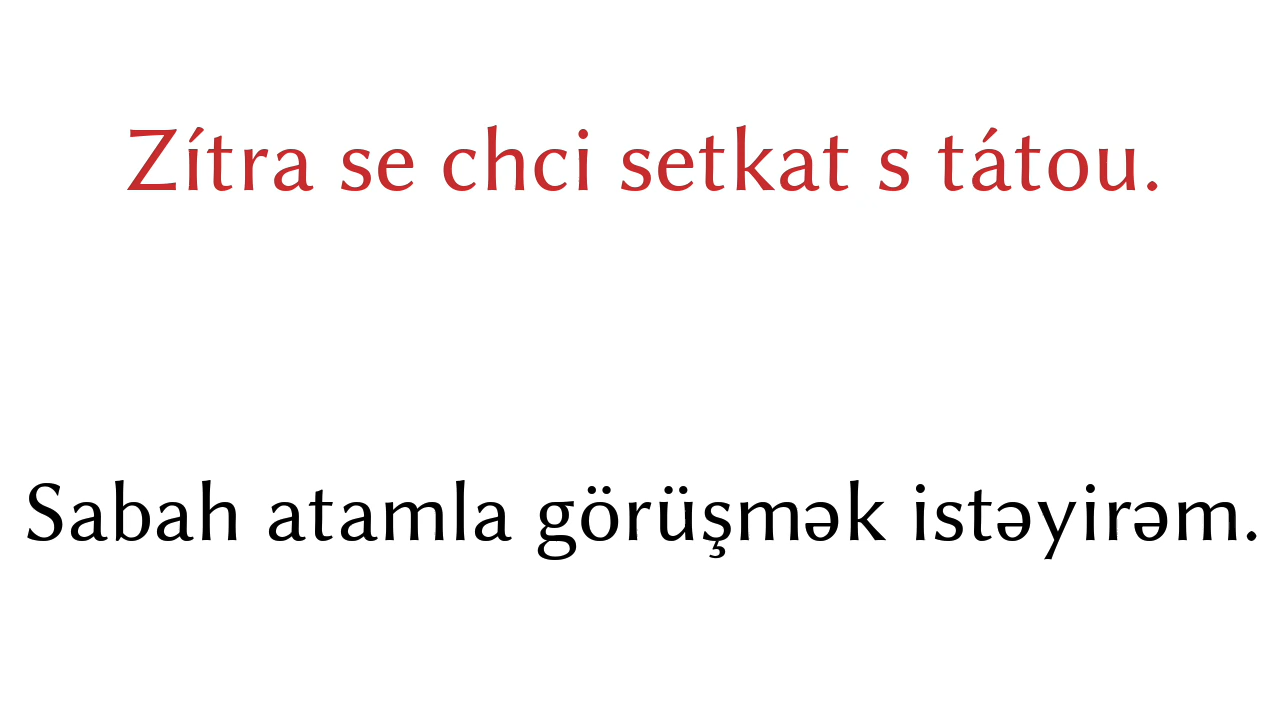 Zítra se chci setkat s tátou.
Sabah atamla görüşmək istəyirəm.